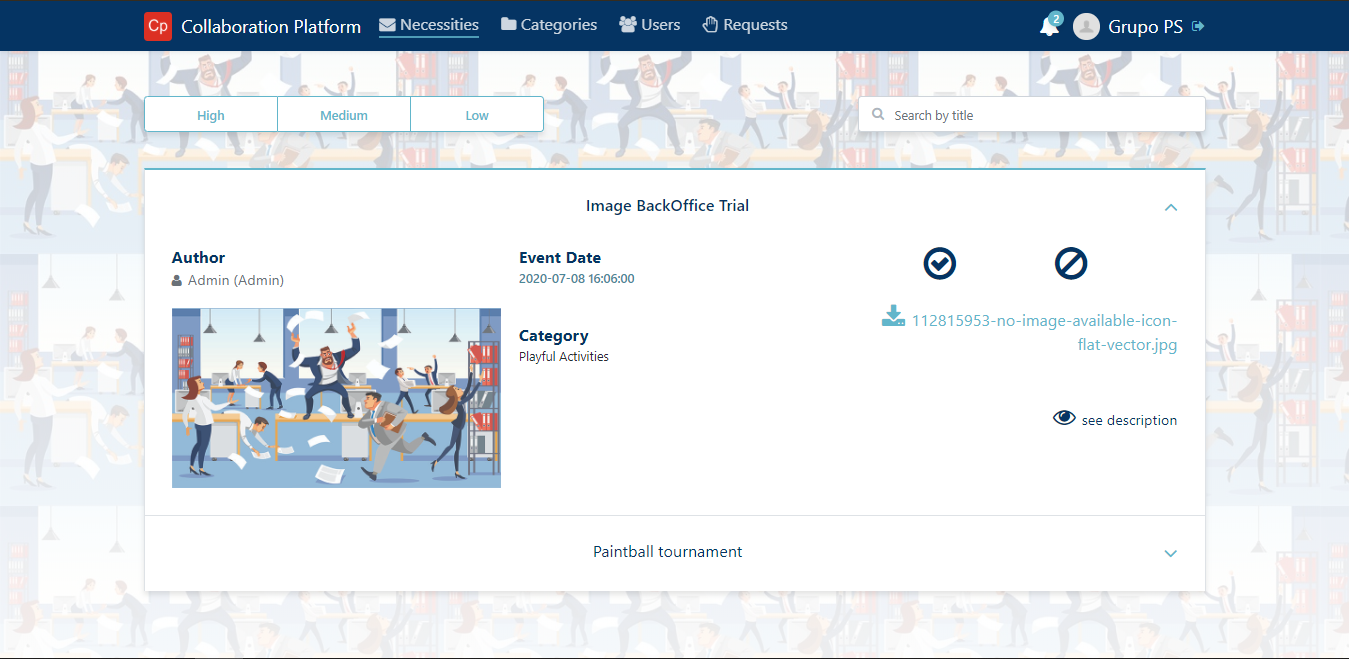 Cp Collaboration Platform Necessities Categories Users Requests 2 Grupo PS
High Medium Low Search by title
Image BackOffice Trial
Author
Admin (Admin)
Event Date
2020-07-08 16:06:00
Category
Playful Activities
112815953-no-image-available-icon-
flat-vector.jpg
see description
Paintball tournament